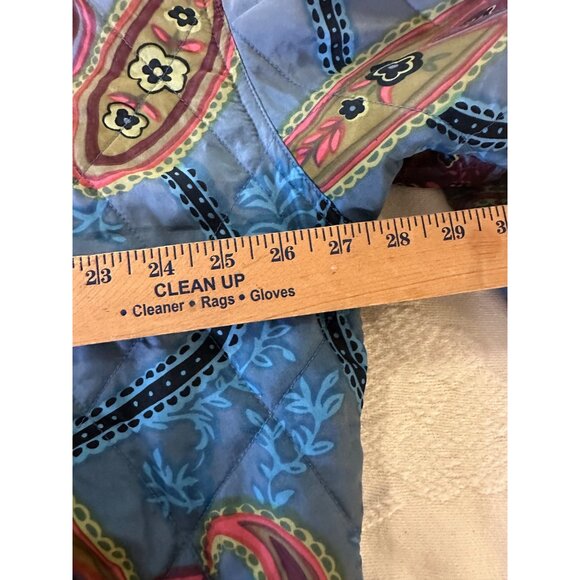 23 24 25 26 27 28 29 3
CLEAN UP
• Cleaner • Rags • Gloves